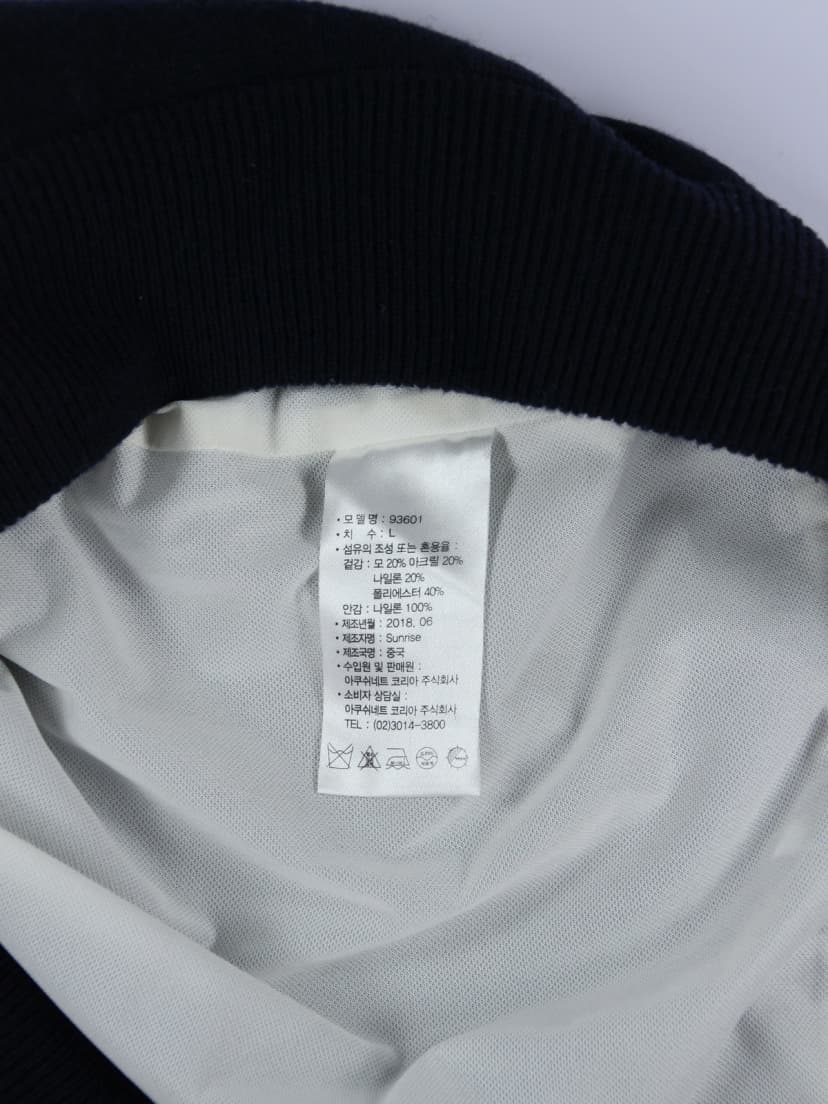 • 모 델 명 : 93601
• 치 수 : L
• 섬유의 조성 또는 혼용율 :
겉감 : 모 20% 아크릴 20%
나일론 20%
폴리에스터 40%
안감 : 나일론 100%
• 제조년월 : 2018. 06
• 제조자명 : Sunrise
• 제조국명 : 중국
• 수입원 및 판매원 :
아쿠쉬네트 코리아 주식회사
• 소비자 상담실 :
아쿠쉬네트 코리아 주식회사
TEL : (02)3014-3800